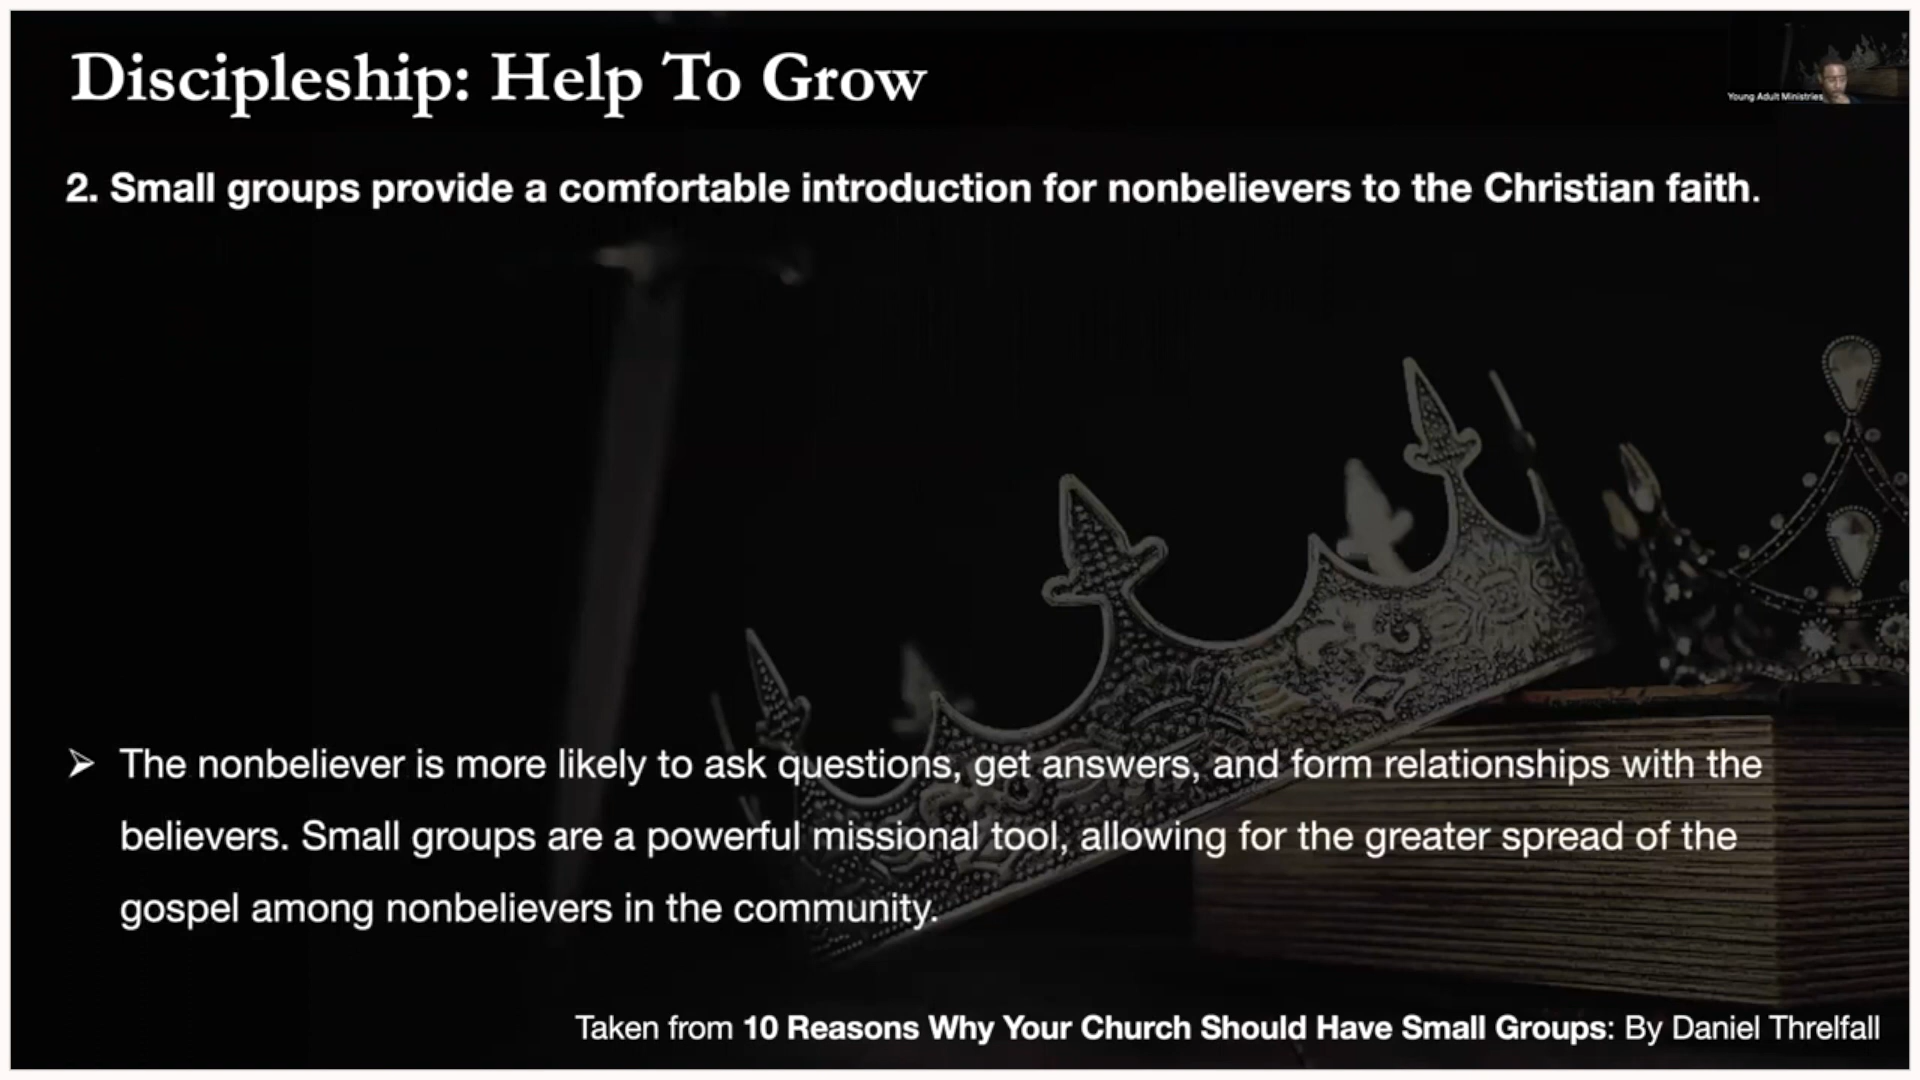 Discipleship: Help To Grow
Young Adult Ministries
2. Small groups provide a comfortable introduction for nonbelievers to the Christian faith.
➢ The nonbeliever is more likely to ask questions, get answers, and form relationships with the
believers. Small groups are a powerful missional tool, allowing for the greater spread of the
gospel among nonbelievers in the community.
Taken from 10 Reasons Why Your Church Should Have Small Groups: By Daniel Threlfall